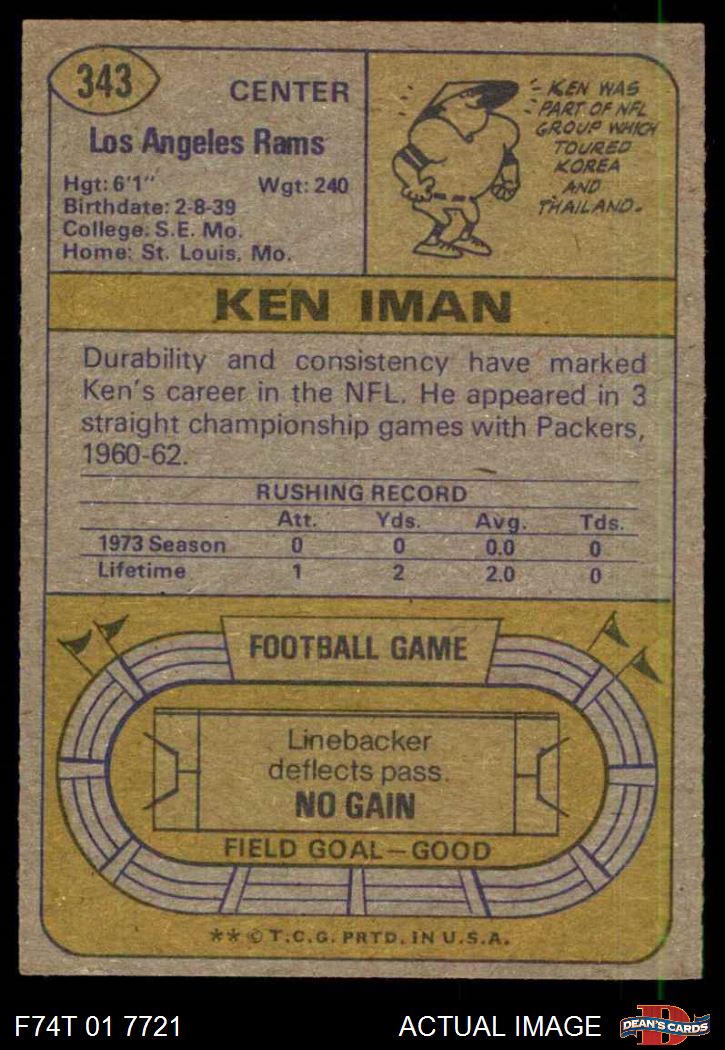 343
CENTER
Los Angeles Rams
Hgt: 6'1" Wgt: 240
Birthdate: 2-8-39
College: S.E. Mo.
Home: St. Louis, Mo.
KEN WAS
PART OF NFL
GROUP WHICH
TOURED
KOREA
AND
THAILAND.
KEN IMAN
Durability and consistency have marked
Ken's career in the NFL. He appeared in 3
straight championship games with Packers,
1960-62.
RUSHING RECORD
Att. Yds. Avg. Tds.
1973 Season 0 0 0.0 0
Lifetime 1 2 2.0 0
FOOTBALL GAME
Linebacker
deflects pass.
NO GAIN
FIELD GOAL—GOOD
** © T.C.G. PRTD. IN U.S.A.
F74T 01 7721 ACTUAL IMAGE
D
DEAN'S CARDS